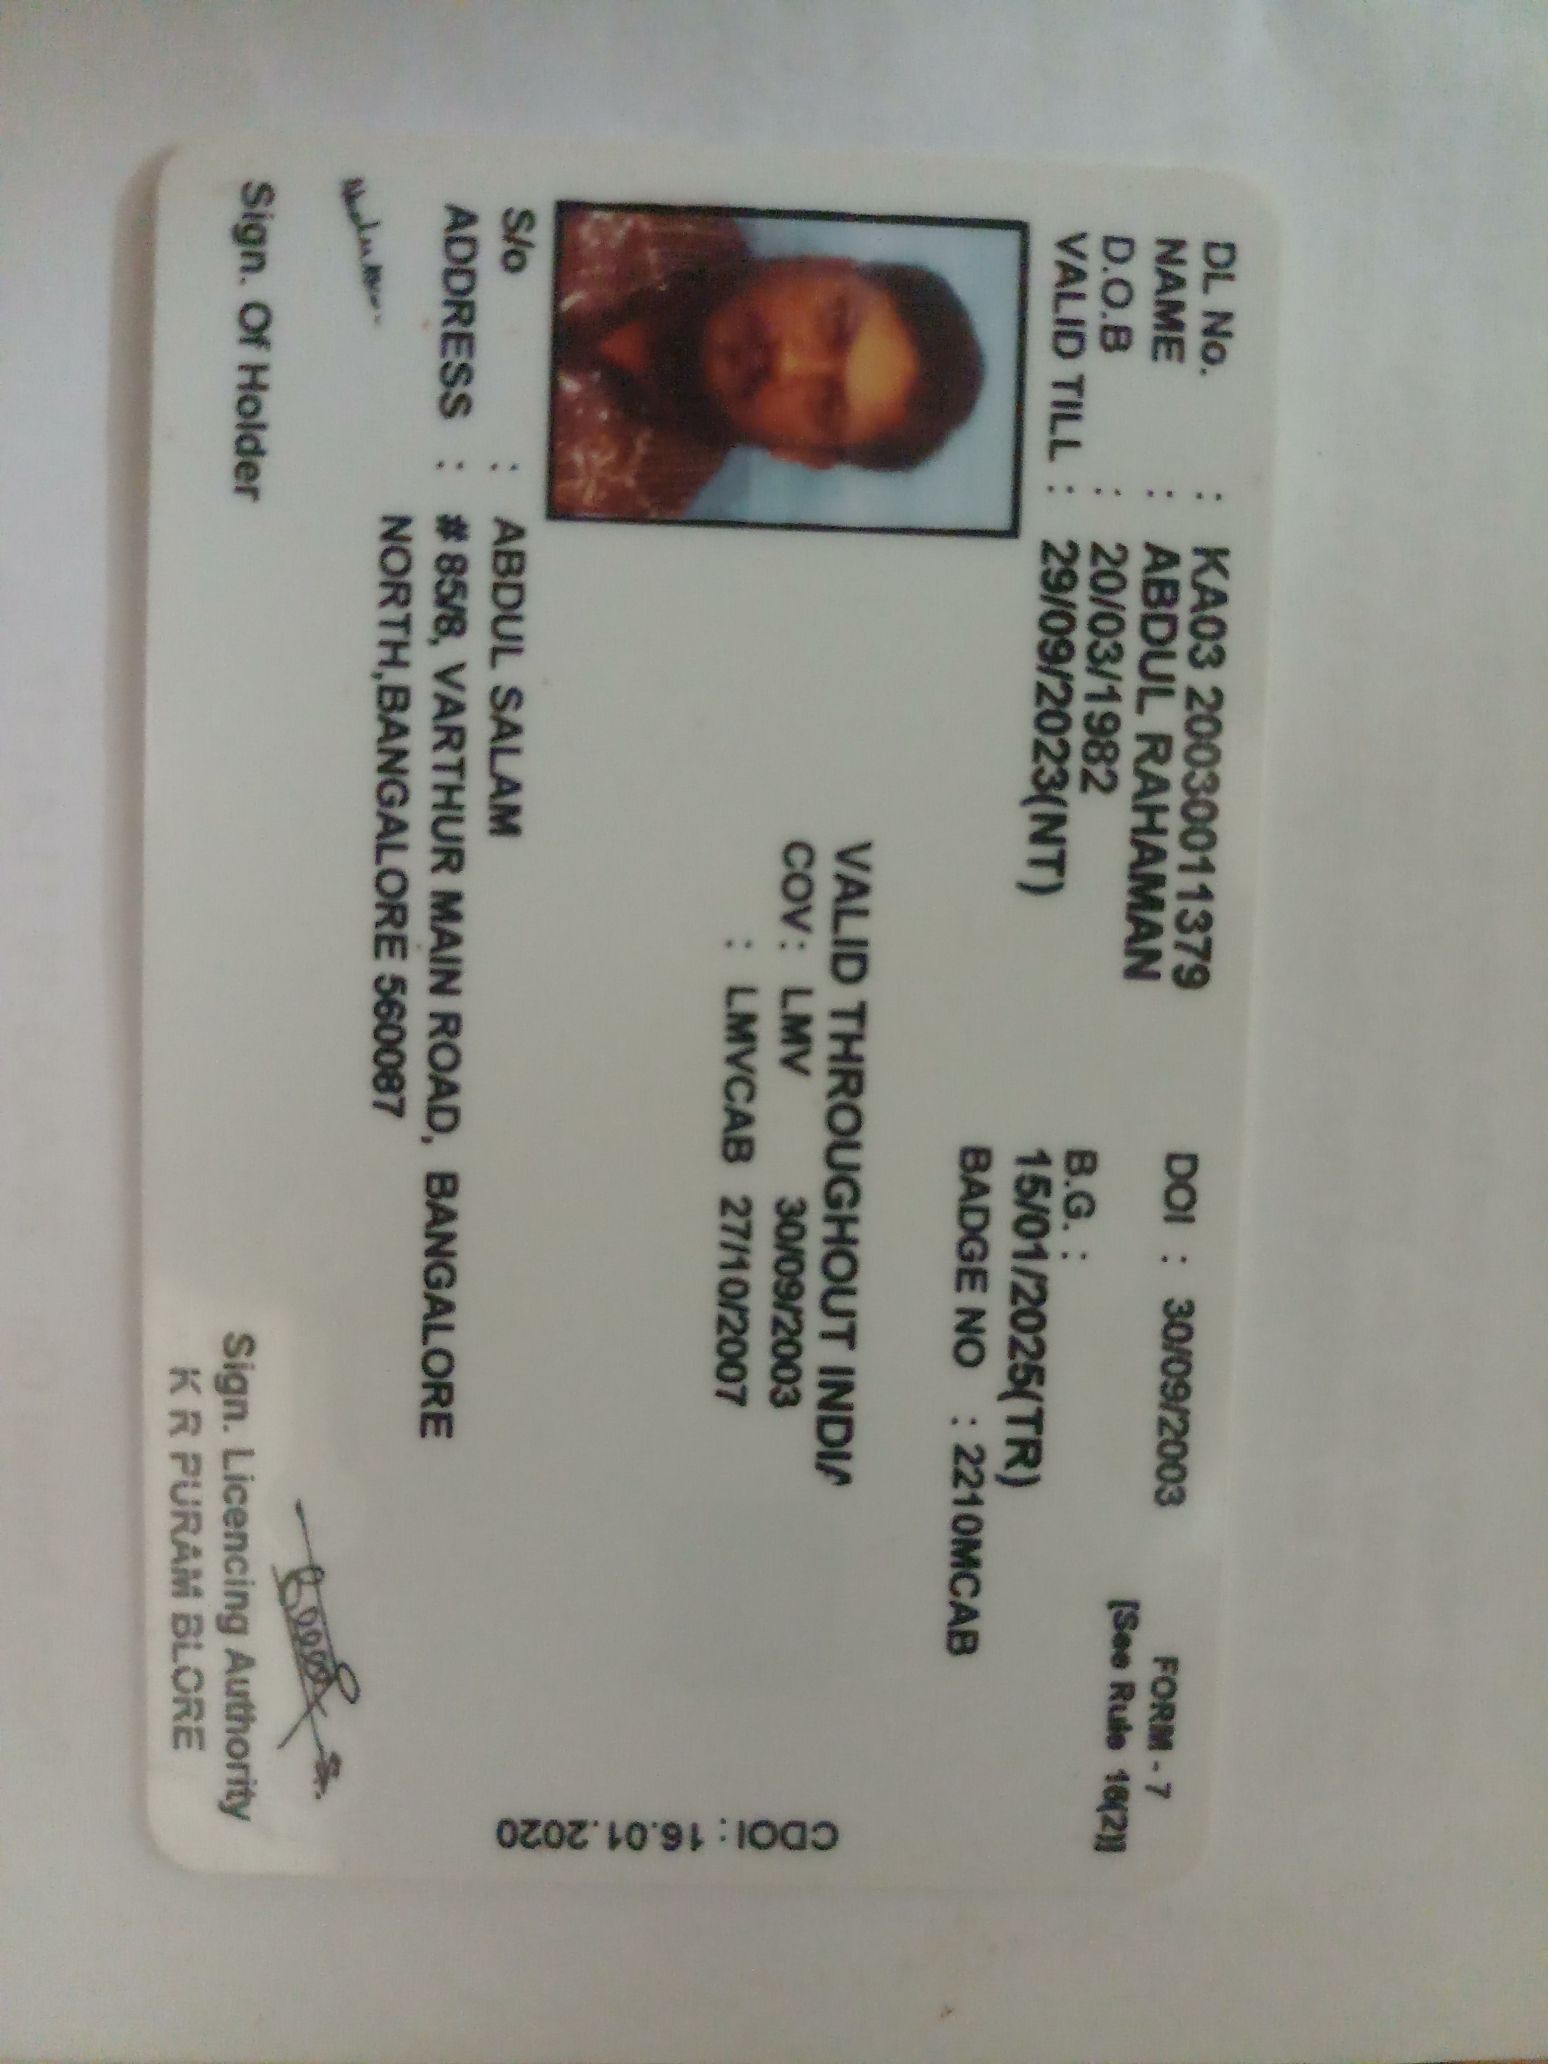 DL No. : KA03 20030011379 DOI : 30/09/2003 FORM - 7
NAME : ABDUL RAHAMAN [See Rule 16(2)]
D.O.B : 20/03/1982 B.G. :
VALID TILL : 29/09/2023(NT) 15/01/2025(TR)
BADGE NO : 2210MCAB
VALID THROUGHOUT INDIA
COV : LMV 30/09/2003
: LMVCAB 27/10/2007
CDOI : 16.01.2020
S/o : ABDUL SALAM
ADDRESS : # 85/8, VARTHUR MAIN ROAD, BANGALORE
NORTH,BANGALORE 560087
Sign. Of Holder
Sign. Licencing Authority
K R PURAM BLORE